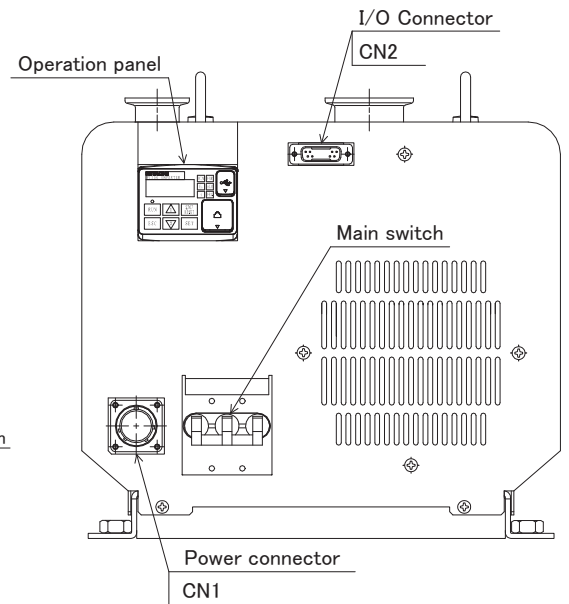 I/O Connector
CN2
Operation panel
Main switch
Power connector
CN1